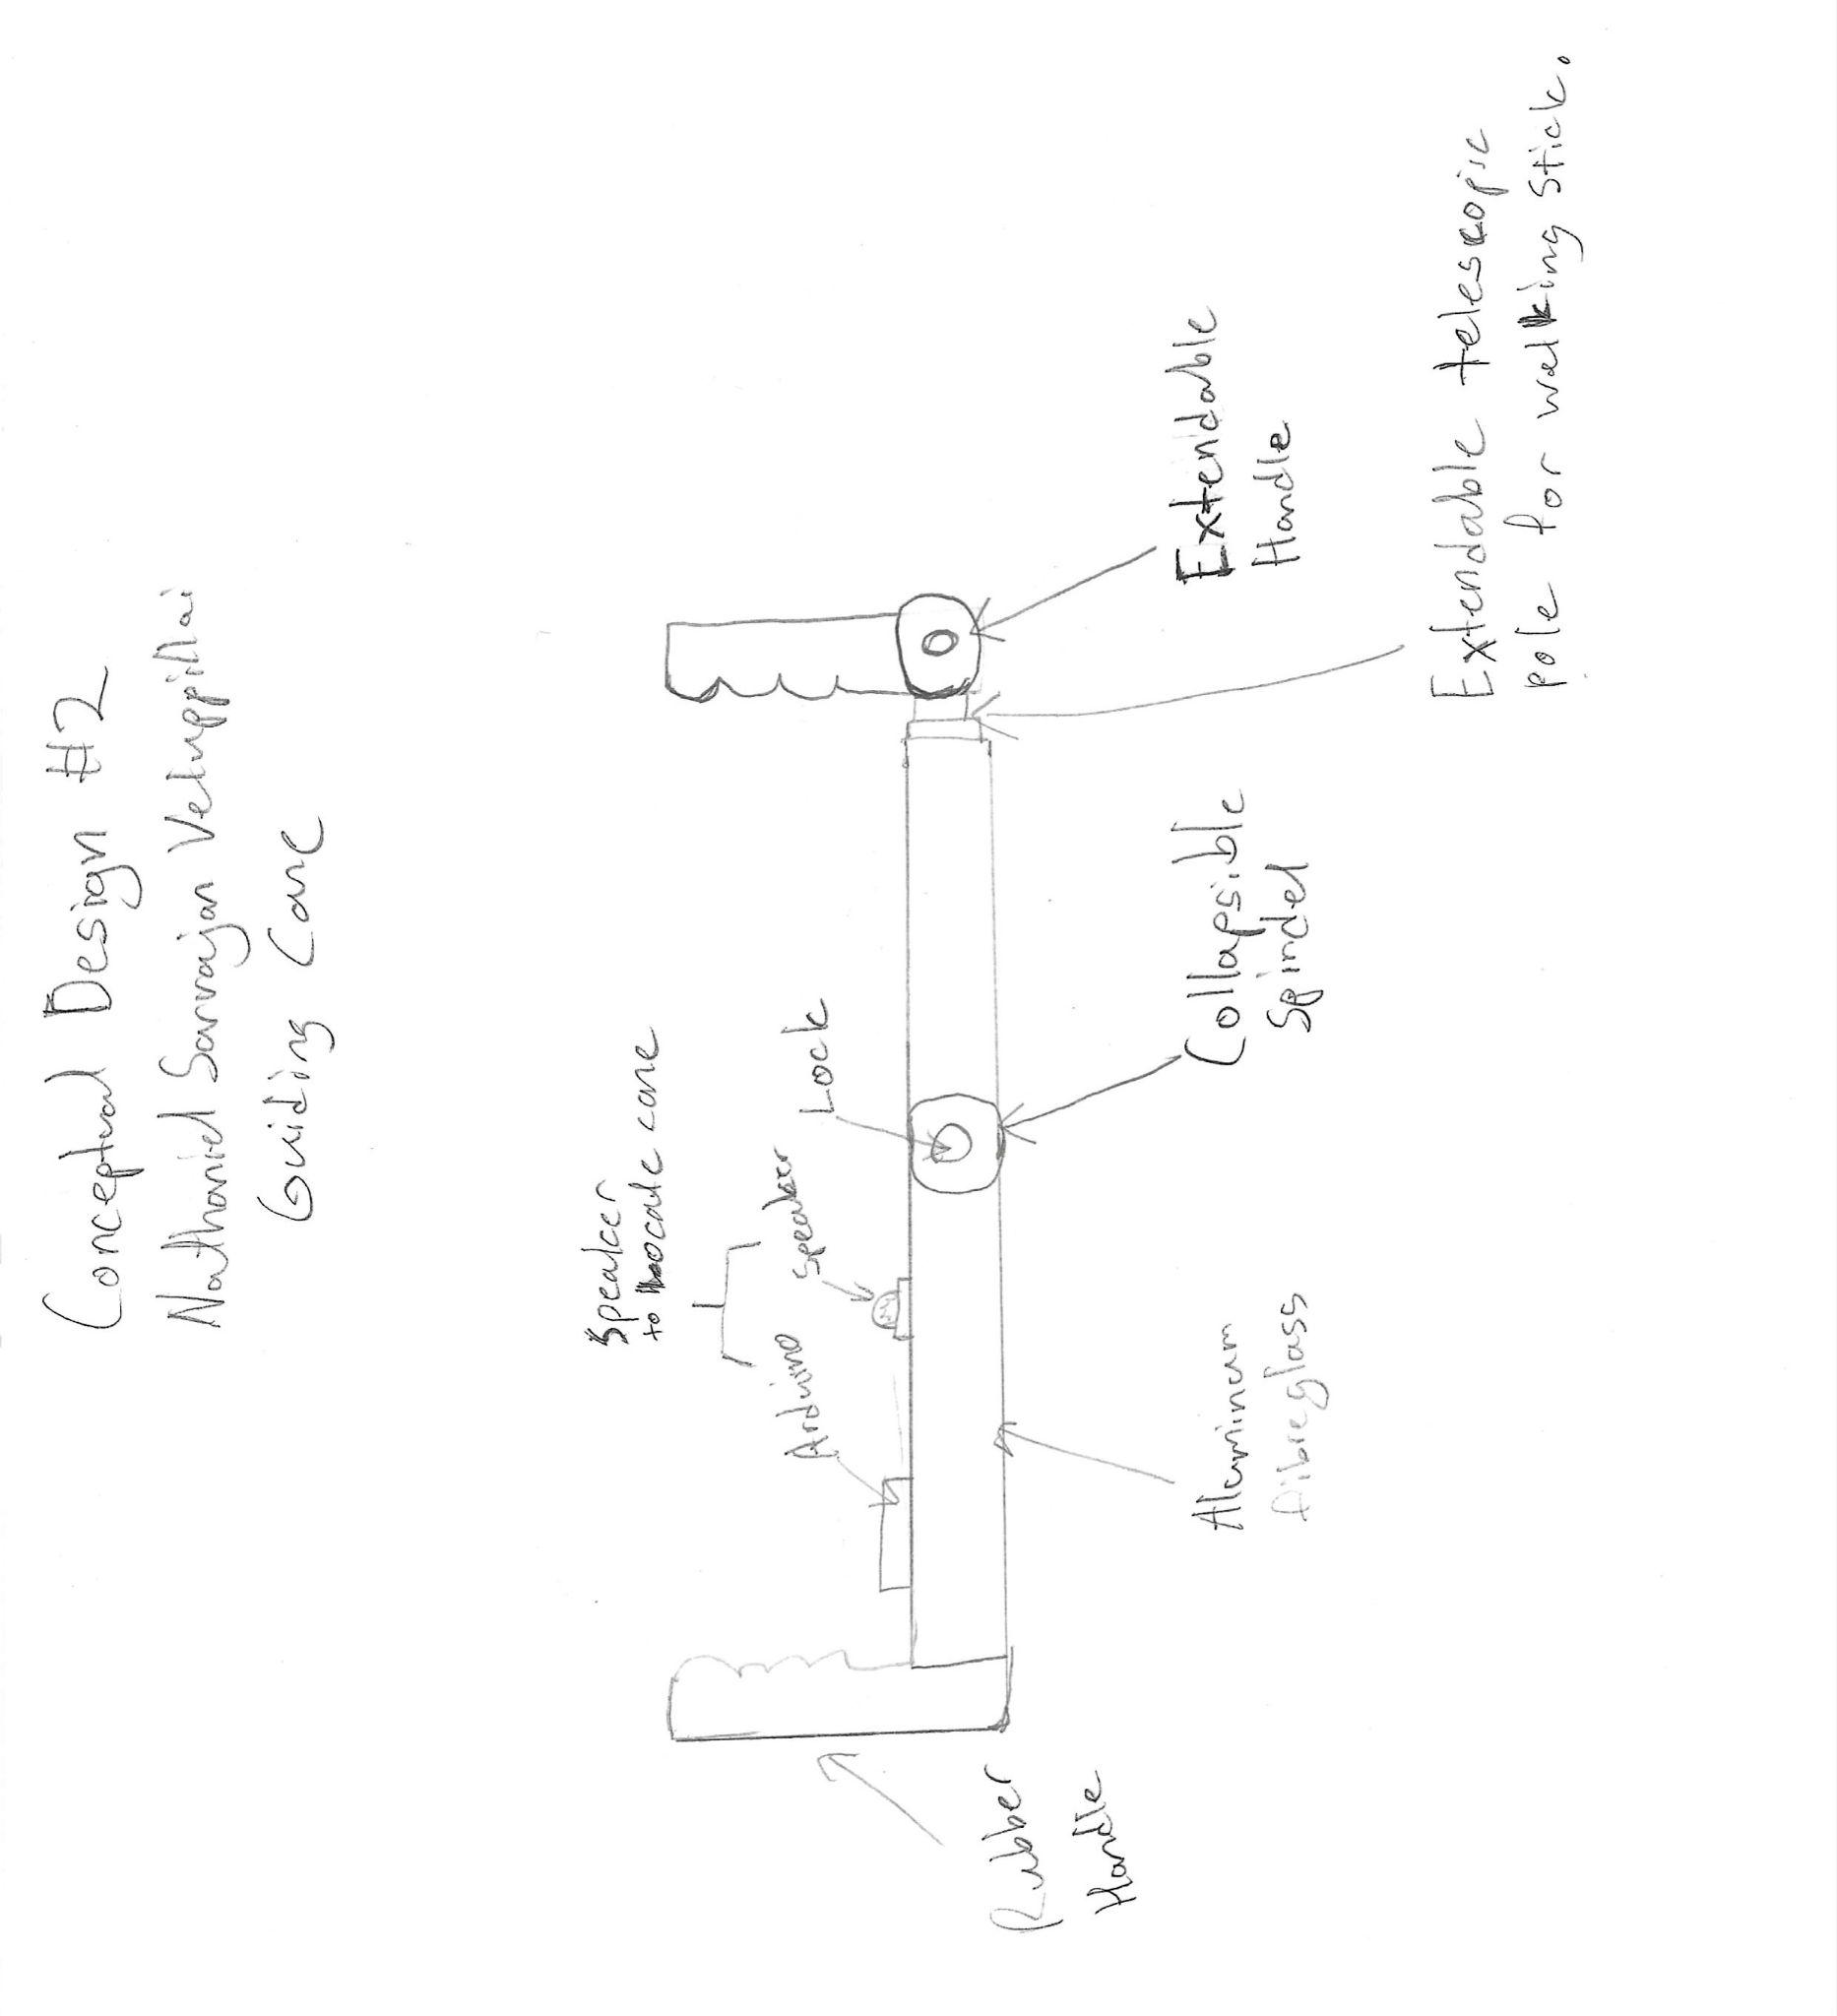 Conceptual Design #2
Nathaniel Sarvajan Veluppillai
Guiding Cane
Speaker
to locate cane
Arduino
Speaker
Lock
Rubber
Handle
Aluminum
fibreglass
Collapsible
Spindel
Extendable
Handle
Extendable telescopic
pole for walking stick.